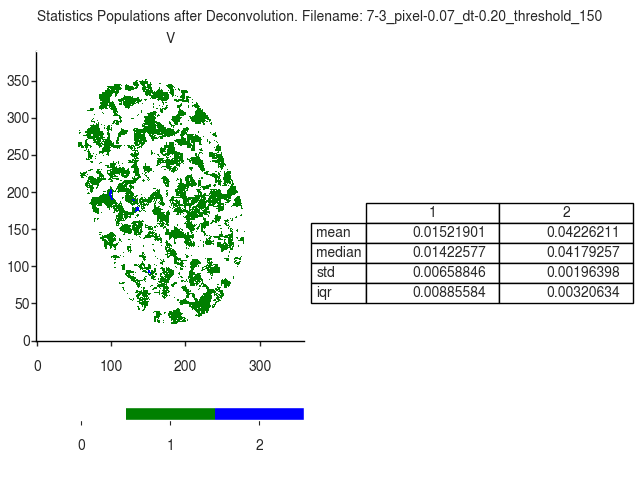 Statistics Populations after Deconvolution. Filename: 7-3_pixel-0.07_dt-0.20_threshold_150
V
350
300
250
200
150
100
50
0
0 100 200 300
1 2
mean 0.01521901 0.04226211
median 0.01422577 0.04179257
std 0.00658846 0.00196398
iqr 0.00885584 0.00320634
0 1 2